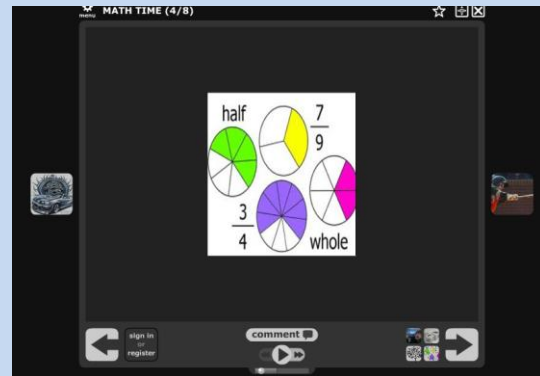 menu
MATH TIME (4/8)
half
7
9
3
4
whole
sign in
or
register
comment